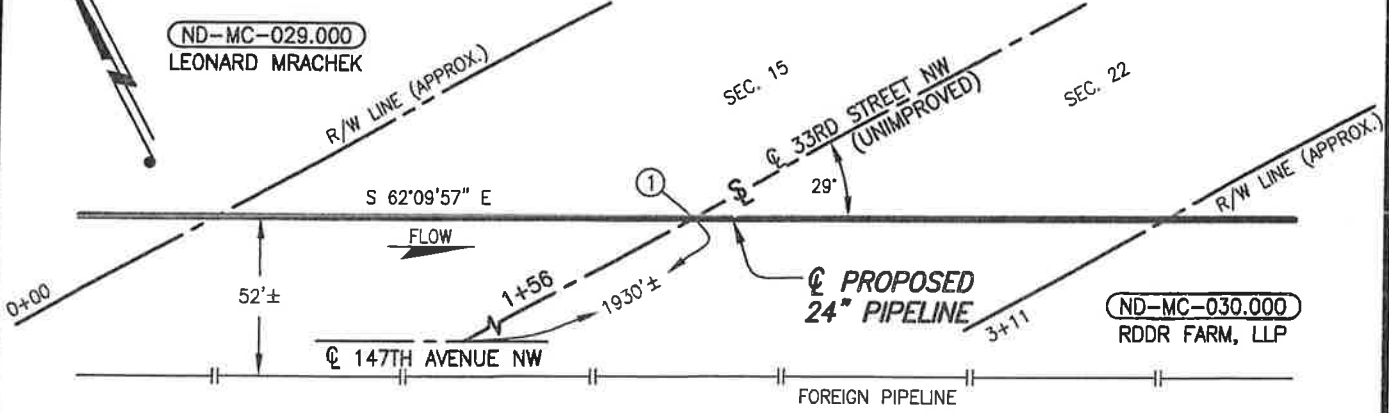 ND-MC-029.000
LEONARD MRACHEK
R/W LINE (APPROX.)
SEC. 15
℄ 33RD STREET NW
(UNIMPROVED)
SEC. 22
R/W LINE (APPROX.)
S 62°09'57" E
1
29°
FLOW
0+00
52'±
1+56
1930'±
℄ PROPOSED
24" PIPELINE
3+11
ND-MC-030.000
RDDR FARM, LLP
℄ 147TH AVENUE NW
FOREIGN PIPELINE